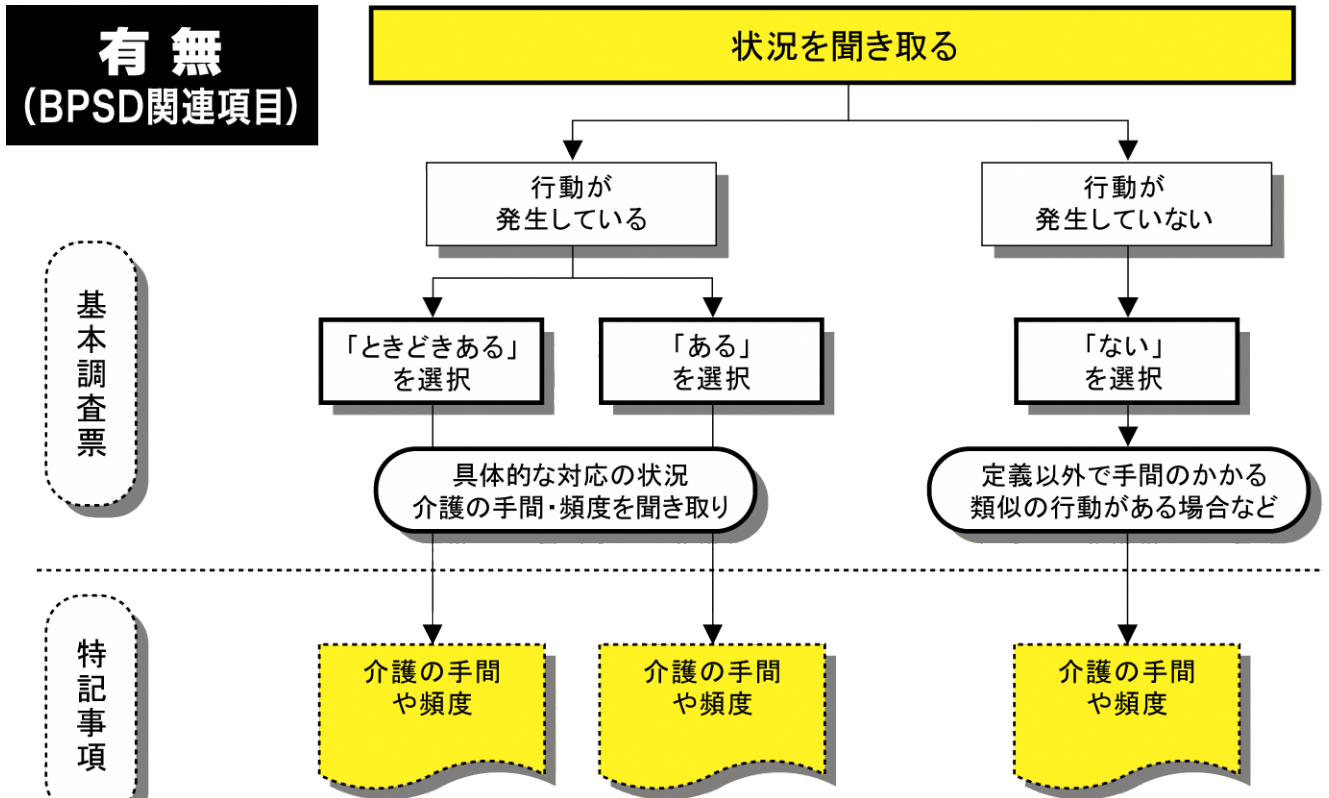 有 無
（BPSD関連項目）
状況を聞き取る
行動が
発生している
行動が
発生していない
基本調査票
「ときどきある」
を選択
「ある」
を選択
「ない」
を選択
具体的な対応の状況
介護の手間・頻度を聞き取り
定義以外で手間のかかる
類似の行動がある場合など
特記事項
介護の手間
や頻度
介護の手間
や頻度
介護の手間
や頻度